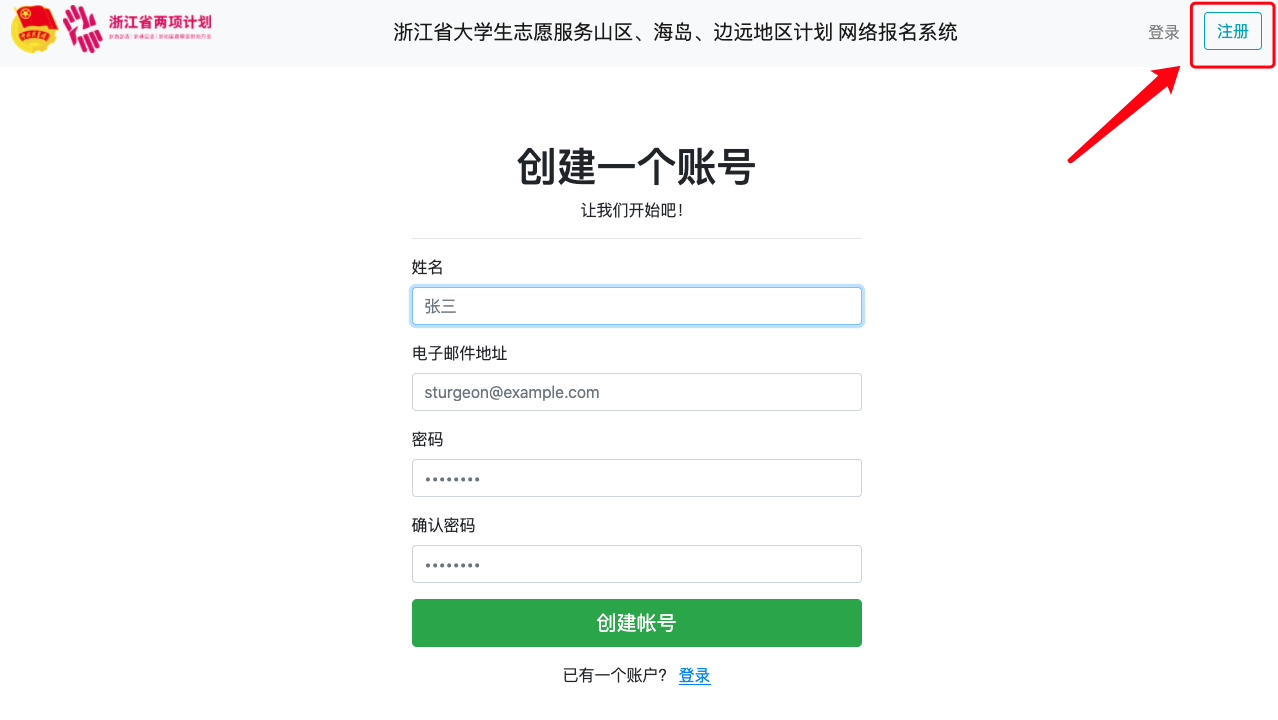 浙江省两项计划
浙江省大学生志愿服务山区、海岛、边远地区计划 网络报名系统
登录
注册
创建一个账号
让我们开始吧！
姓名
张三
电子邮件地址
sturgeon@example.com
密码
••••••••
确认密码
••••••••
创建帐号
已有一个账户？ 登录